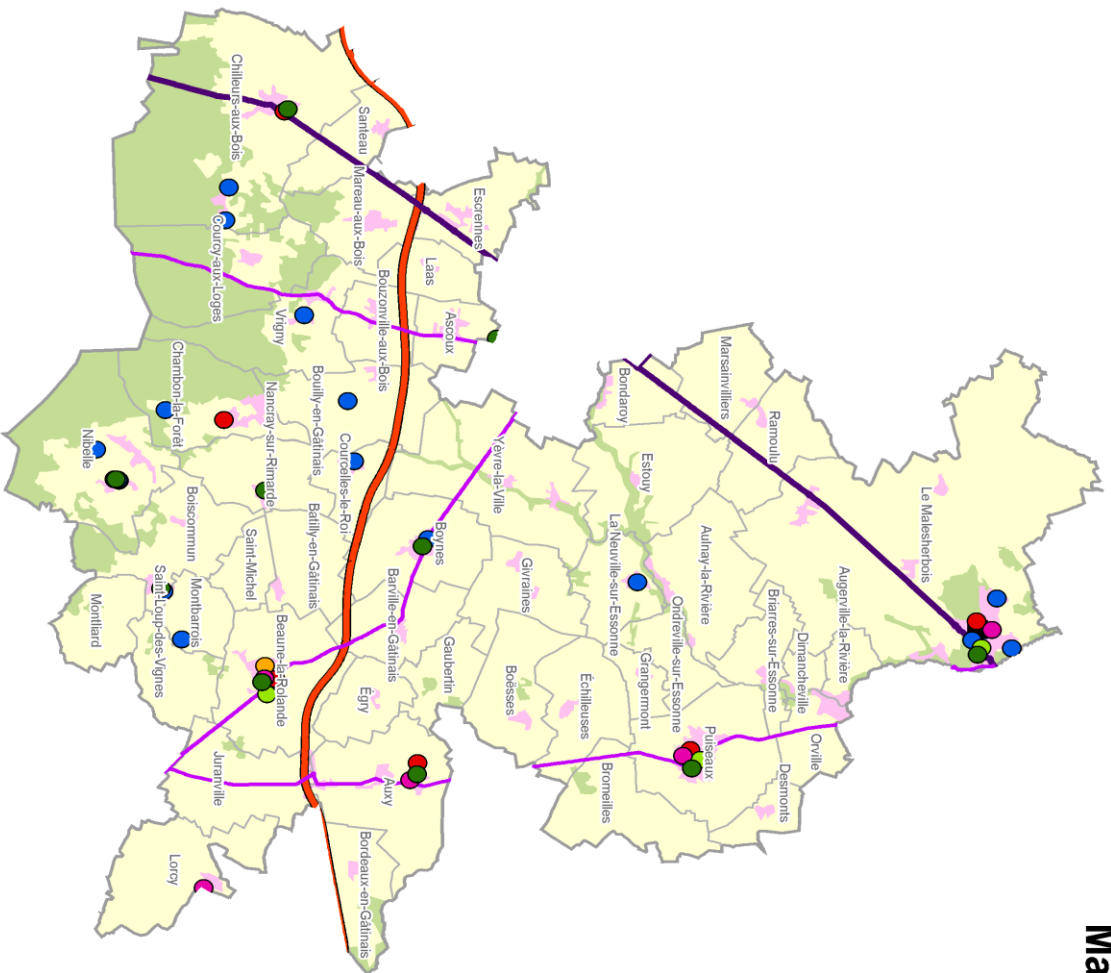 Ma
Le Malesherbois
Marsainvilliers
Ramoulu
Bondaroy
Estouy
Augerville-la-Rivière
Aulnay-la-Rivière
Briarres-sur-Essonne
Dimancheville
Orville
Desmonts
Puiseaux
Ondreville-sur-Essonne
La Neuville-sur-Essonne
Grangermont
Bromeilles
Échilleuses
Givraines
Boësses
Yèvre-la-Ville
Escrennes
Ascoux
Laas
Boynes
Gaubertin
Barville-en-Gâtinais
Égry
Auxy
Bouzonville-aux-Bois
Santeau
Mareau-aux-Bois
Bordeaux-en-Gâtinais
Courcelles-le-Roi
Bouilly-en-Gâtinais
Batilly-en-Gâtinais
Vrigny
Nancray-sur-Rimarde
Beaune-la-Rolande
Saint-Michel
Chilleurs-aux-Bois
Courcy-aux-Loges
Juranville
Montbarrois
Boiscommun
Chambon-la-Forêt
Lorcy
Saint-Loup-des-Vignes
Nibelle
Montliard